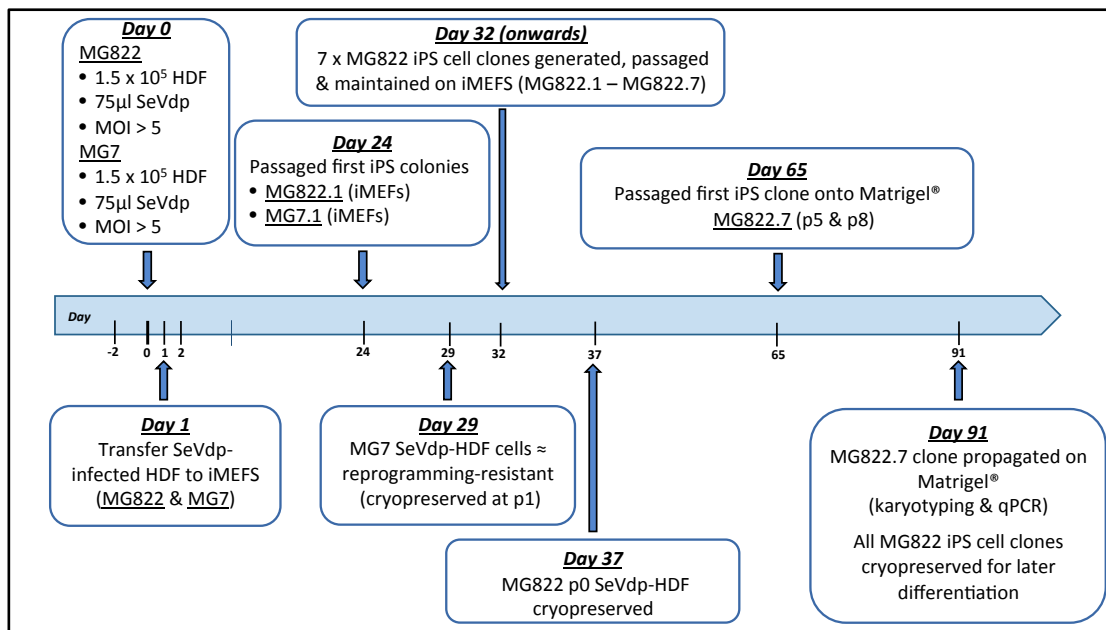 Day 0
MG822
• 1.5 x 10⁵ HDF
• 75µl SeVdp
• MOI > 5
MG7
• 1.5 x 10⁵ HDF
• 75µl SeVdp
• MOI > 5
Day 24
Passaged first iPS colonies
• MG822.1 (iMEFs)
• MG7.1 (iMEFs)
Day 32 (onwards)
7 x MG822 iPS cell clones generated, passaged
& maintained on iMEFS (MG822.1 – MG822.7)
Day 65
Passaged first iPS clone onto Matrigel®
MG822.7 (p5 & p8)
Day
-2 0 1 2 24 29 32 37 65 91
Day 1
Transfer SeVdp-
infected HDF to iMEFS
(MG822 & MG7)
Day 29
MG7 SeVdp-HDF cells ≈
reprogramming-resistant
(cryopreserved at p1)
Day 37
MG822 p0 SeVdp-HDF
cryopreserved
Day 91
MG822.7 clone propagated on
Matrigel®
(karyotyping & qPCR)
All MG822 iPS cell clones
cryopreserved for later
differentiation